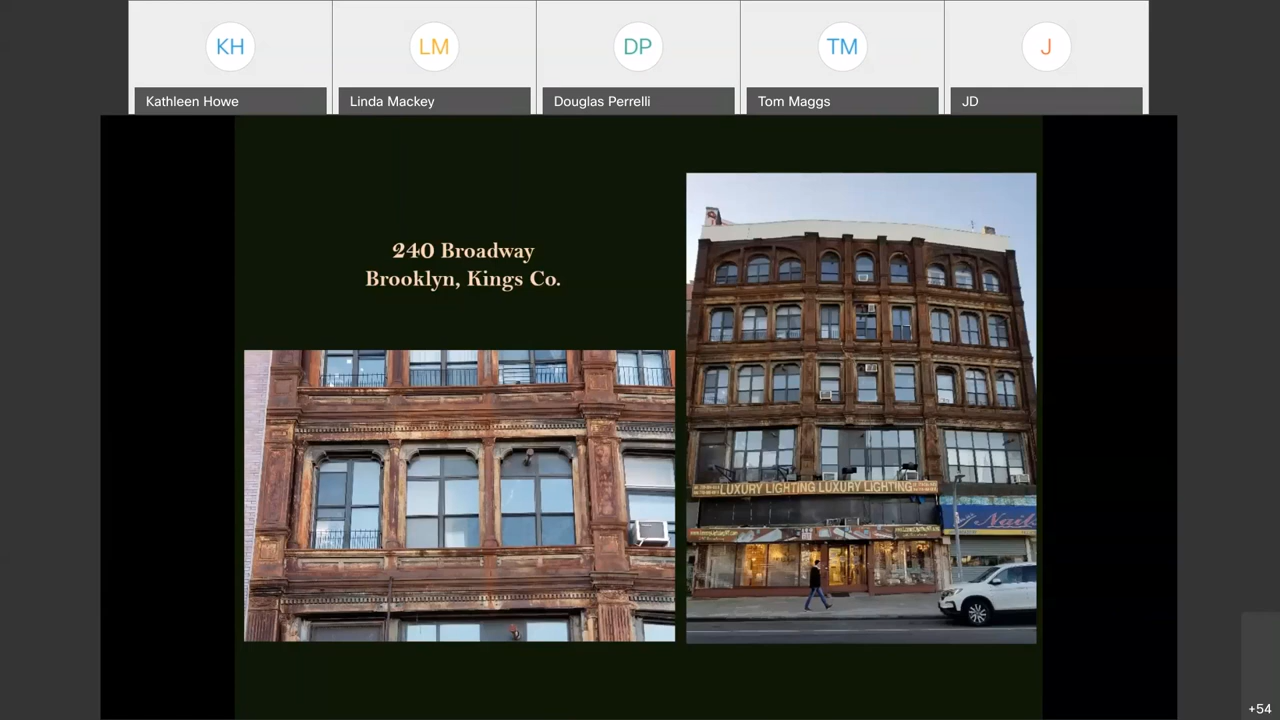 KH
LM
DP
TM
J
Kathleen Howe
Linda Mackey
Douglas Perrelli
Tom Maggs
JD
240 Broadway
Brooklyn, Kings Co.
LUXURY LIGHTING LUXURY LIGHTING
Nails
+54